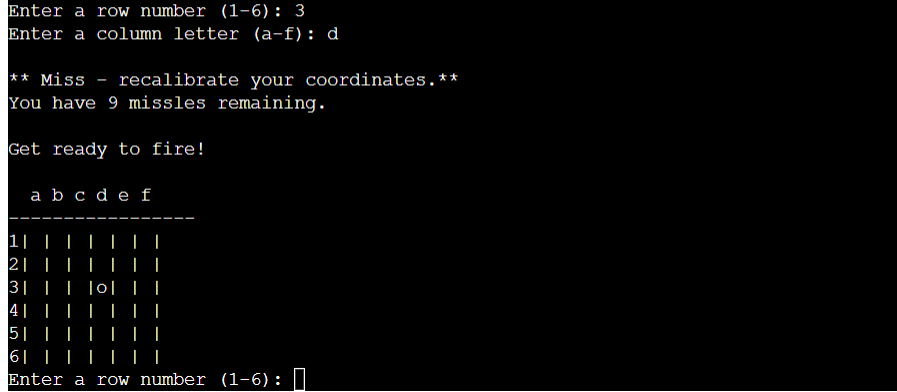 Enter a row number (1-6): 3
Enter a column letter (a-f): d
** Miss - recalibrate your coordinates.**
You have 9 missles remaining.
Get ready to fire!
  a b c d e f
-----------------
1| | | | | | |
2| | | | | | |
3| | | |o| | |
4| | | | | | |
5| | | | | | |
6| | | | | | |
Enter a row number (1-6):